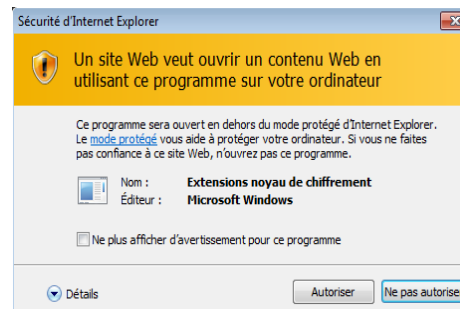 Sécurité d'Internet Explorer
Un site Web veut ouvrir un contenu Web en
utilisant ce programme sur votre ordinateur
Ce programme sera ouvert en dehors du mode protégé d'Internet Explorer.
Le mode protégé vous aide à protéger votre ordinateur. Si vous ne faites
pas confiance à ce site Web, n'ouvrez pas ce programme.
Nom : Extensions noyau de chiffrement
Éditeur : Microsoft Windows
Ne plus afficher d'avertissement pour ce programme
Détails Autoriser Ne pas autorise